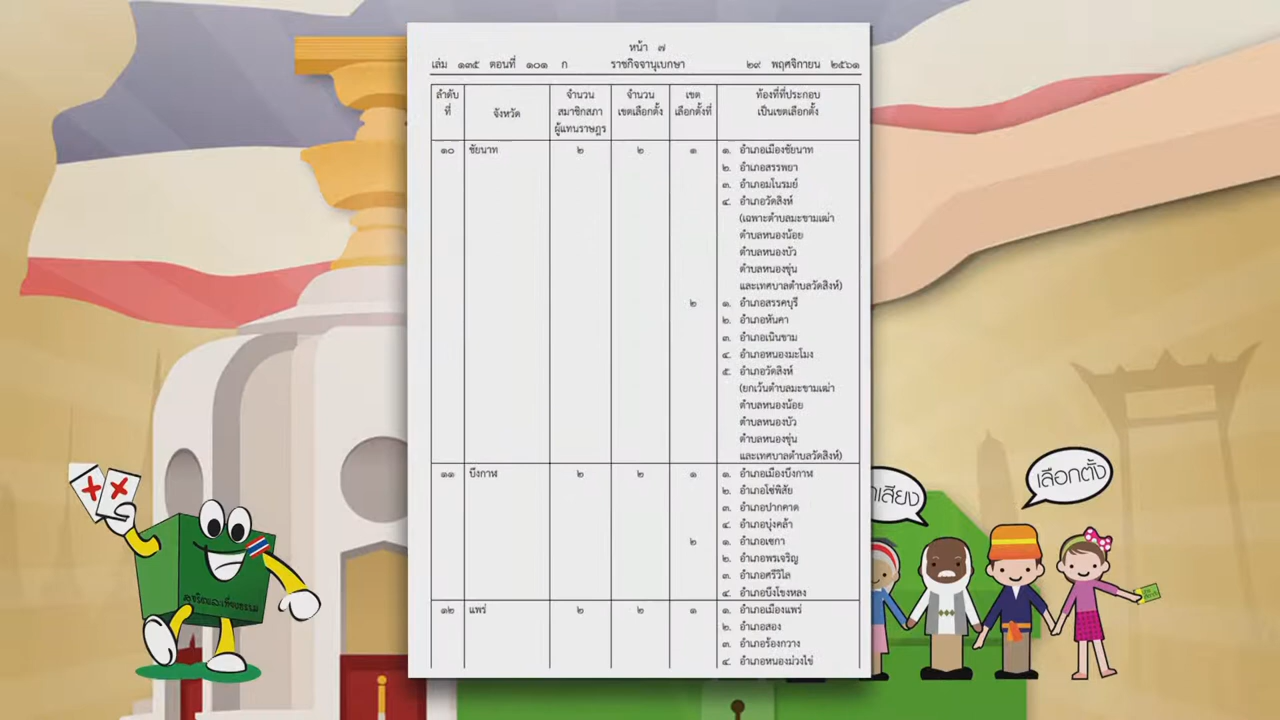 หน้า ๗
เล่ม ๑๓๕ ตอนที่ ๑๐๑ ก ราชกิจจานุเบกษา ๒๙ พฤศจิกายน ๒๕๖๑
ลำดับที่ จังหวัด จำนวนสมาชิกสภาผู้แทนราษฎร จำนวนเขตเลือกตั้ง เขตเลือกตั้งที่ ท้องที่ที่ประกอบเป็นเขตเลือกตั้ง
๑๐ ชัยนาท ๒ ๒ ๑ ๑. อำเภอเมืองชัยนาท
๒. อำเภอสรรพยา
๓. อำเภอมโนรมย์
๔. อำเภอวัดสิงห์
(เฉพาะตำบลมะขามเฒ่า
ตำบลหนองน้อย
ตำบลหนองบัว
ตำบลหนองขุ่น
และเทศบาลตำบลวัดสิงห์)
๒ ๑. อำเภอสรรคบุรี
๒. อำเภอหันคา
๓. อำเภอเนินขาม
๔. อำเภอหนองมะโมง
๕. อำเภอวัดสิงห์
(ยกเว้นตำบลมะขามเฒ่า
ตำบลหนองน้อย
ตำบลหนองบัว
ตำบลหนองขุ่น
และเทศบาลตำบลวัดสิงห์)
๑๑ บึงกาฬ ๒ ๒ ๑ ๑. อำเภอเมืองบึงกาฬ
๒. อำเภอโซ่พิสัย
๓. อำเภอปากคาด
๔. อำเภอบุ่งคล้า
๒ ๑. อำเภอเซกา
๒. อำเภอพรเจริญ
๓. อำเภอศรีวิไล
๔. อำเภอบึงโขงหลง
๑๒ แพร่ ๒ ๒ ๑ ๑. อำเภอเมืองแพร่
๒. อำเภอสอง
๓. อำเภอร้องกวาง
๔. อำเภอหนองม่วงไข่
สุจริตและเที่ยงธรรม
เสียง
เลือกตั้ง